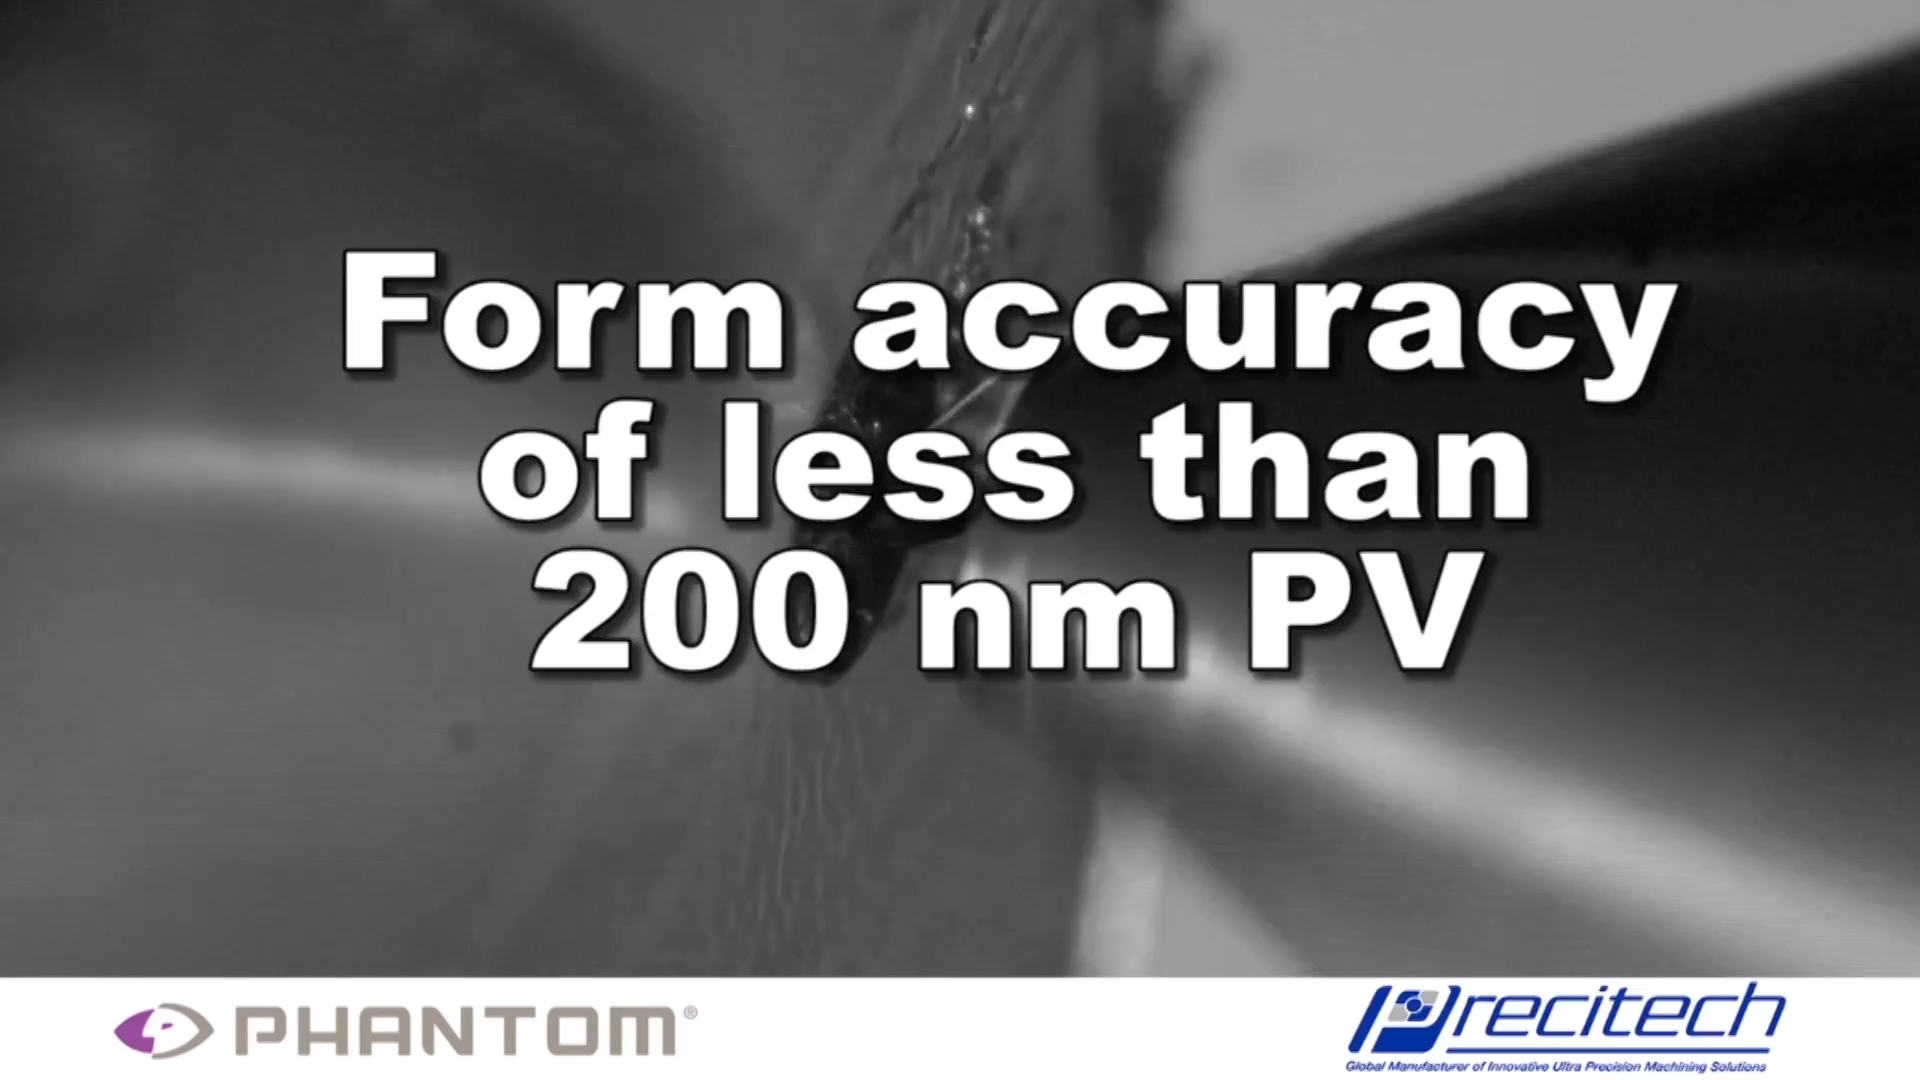 Form accuracy
of less than
200 nm PV
PHANTOM®
Precitech
Global Manufacturer of Innovative Ultra Precision Machining Solutions